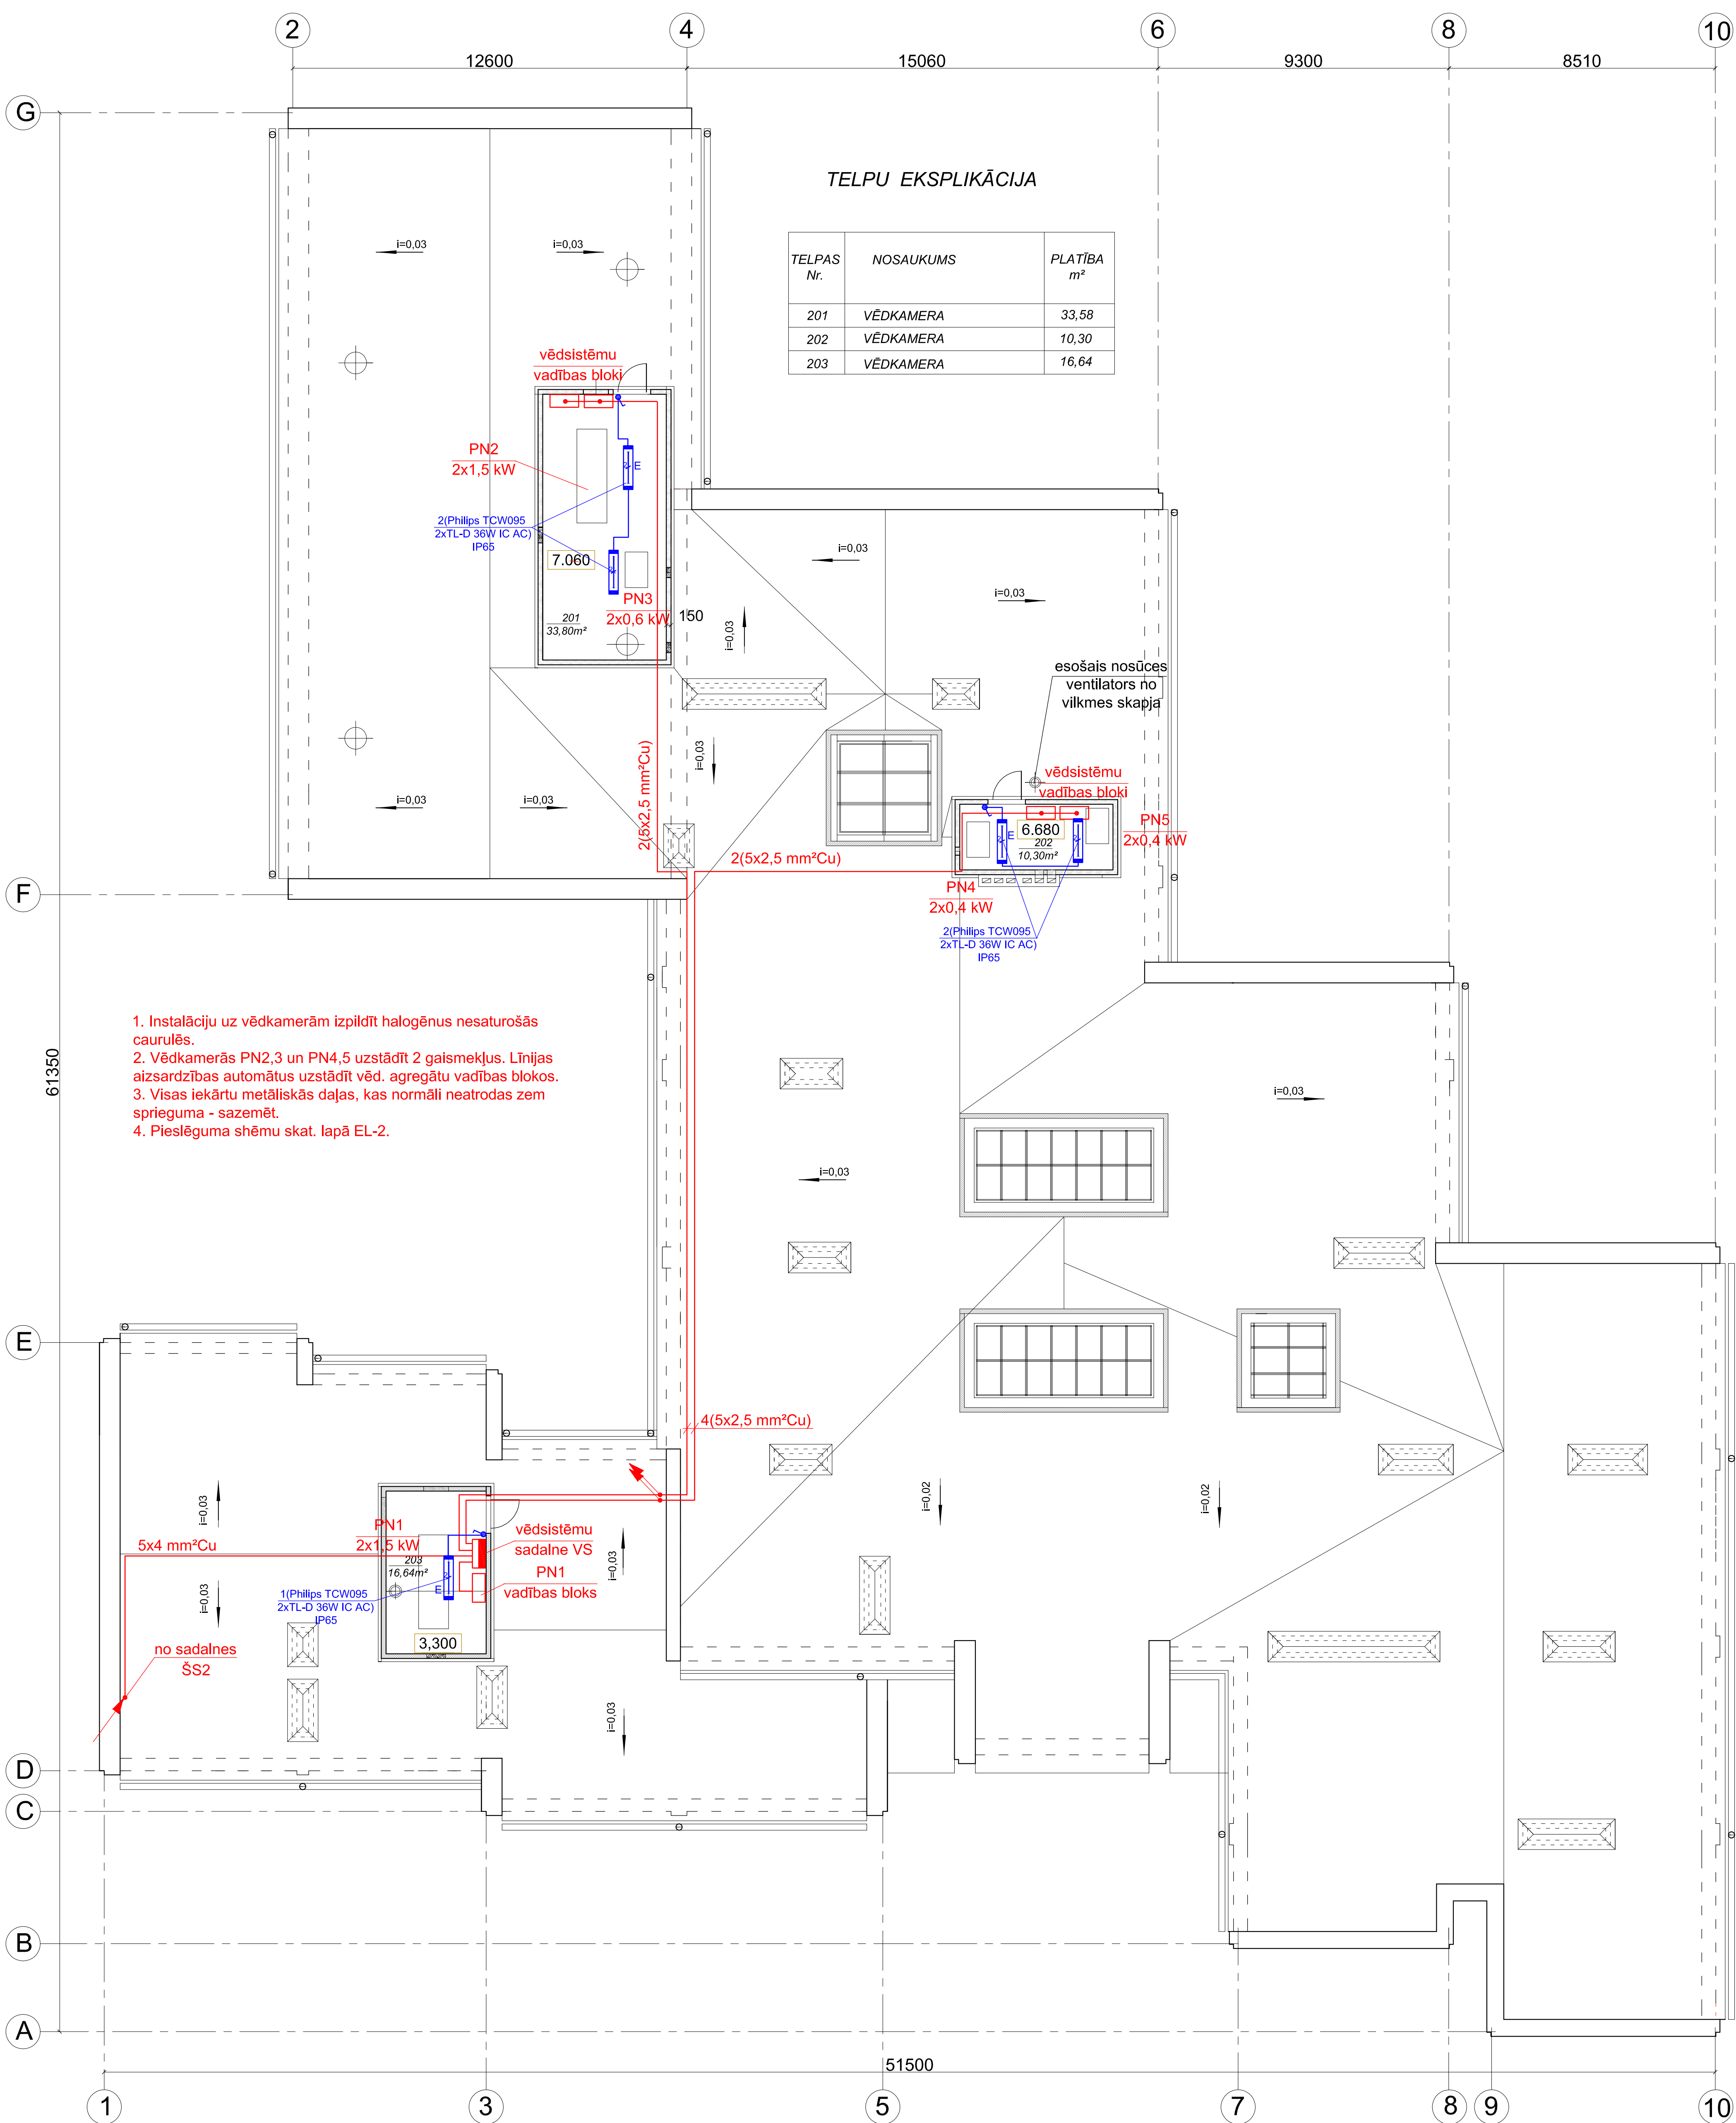 2
4
6
8
10
12600
15060
9300
8510
G
TELPU EKSPLIKĀCIJA
TELPAS Nr.
NOSAUKUMS
PLATĪBA m²
201 VĒDKAMERA 33,58
202 VĒDKAMERA 10,30
203 VĒDKAMERA 16,64
i=0,03
i=0,03
vēdsistēmu
vadības bloki
PN2
2x1,5 kW
E
2(Philips TCW095
2xTL-D 36W IC AC)
IP65
7.060
PN3
2x0,6 kW
150
201
33,80m²
i=0,03
i=0,03
i=0,03
esošais nosūces
ventilators no
vilkmes skapja
2(5x2,5 mm²Cu)
i=0,03
i=0,03
i=0,03
vēdsistēmu
vadības bloki
PN5
2x0,4 kW
6.680
E
202
10,30m²
2(5x2,5 mm²Cu)
PN4
2x0,4 kW
2(Philips TCW095
2xTL-D 36W IC AC)
IP65
F
1. Instalāciju uz vēdkamerām izpildīt halogēnus nesaturošās
caurulēs.
2. Vēdkamerās PN2,3 un PN4,5 uzstādīt 2 gaismekļus. Līnijas
aizsardzības automātus uzstādīt vēd. agregātu vadības blokos.
3. Visas iekārtu metāliskās daļas, kas normāli neatrodas zem
sprieguma - sazemēt.
4. Pieslēguma shēmu skat. lapā EL-2.
61350
i=0,03
i=0,03
E
4(5x2,5 mm²Cu)
i=0,03
i=0,02
i=0,02
PN1
2x1,5 kW
vēdsistēmu
sadalne VS
5x4 mm²Cu
203
16,64m²
PN1
vadības bloks
i=0,03
i=0,03
1(Philips TCW095
2xTL-D 36W IC AC)
IP65
E
3,300
no sadalnes
ŠS2
i=0,03
D
C
B
A
51500
1
3
5
7
8
9
10